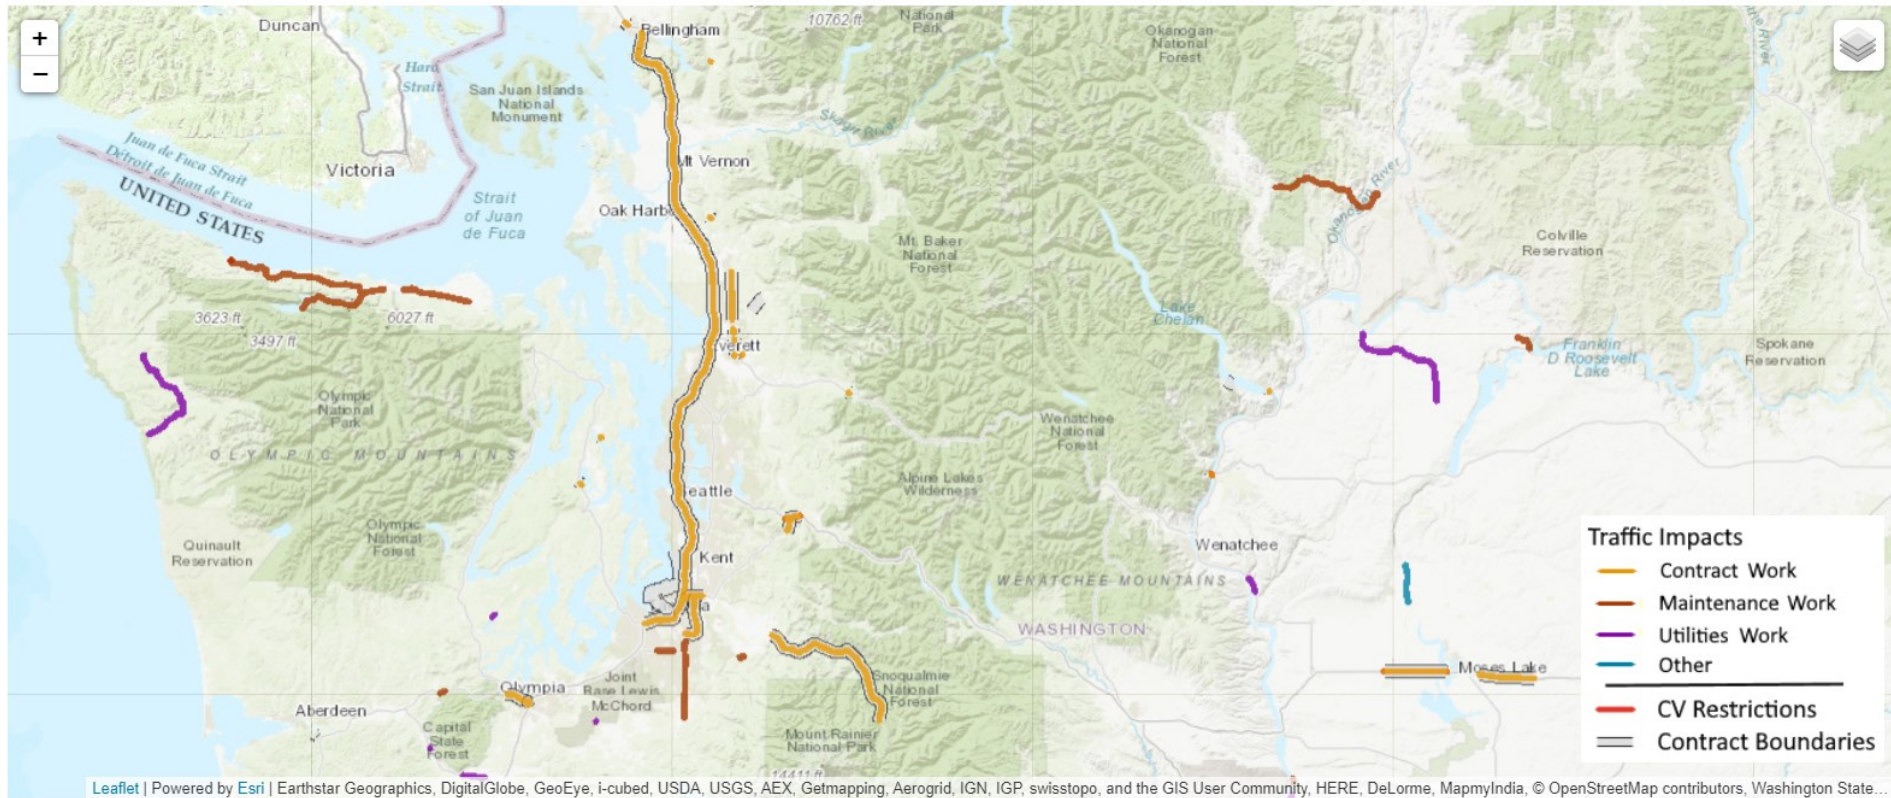 +
−
Duncan
Haro
Strait
San Juan Islands
National
Monument
Bellingham
10762 ft
National
Park
Okanogan
National
Forest
Skagit River
Juan de Fuca Strait
Détroit de Juan de Fuca
UNITED STATES
Victoria
Strait
of Juan
de Fuca
Mt Vernon
Oak Harb
Mt. Baker
National
Forest
Okanogan River
Colville
Reservation
Lake
Chelan
3623 ft
3497 ft
6027 ft
verett
Franklin
D Roosevelt
Lake
Spokane
Reservation
Olympic
National
Park
OLYMPIC MOUNTAINS
Wenatchee
National
Forest
Alpine Lakes
Wilderness
Seattle
Quinault
Reservation
Olympic
National
Forest
Kent
Wenatchee
WENATCHEE MOUNTAINS
WASHINGTON
Moses Lake
Olympia
Joint
Base Lewis
McChord
Snoqualmie
National
Forest
Aberdeen
Capital
State
Forest
Mount Rainier
National Park
14411 ft
Traffic Impacts
Contract Work
Maintenance Work
Utilities Work
Other
CV Restrictions
Contract Boundaries
Leaflet | Powered by Esri | Earthstar Geographics, DigitalGlobe, GeoEye, i-cubed, USDA, USGS, AEX, Getmapping, Aerogrid, IGN, IGP, swisstopo, and the GIS User Community, HERE, DeLorme, MapmyIndia, © OpenStreetMap contributors, Washington State...